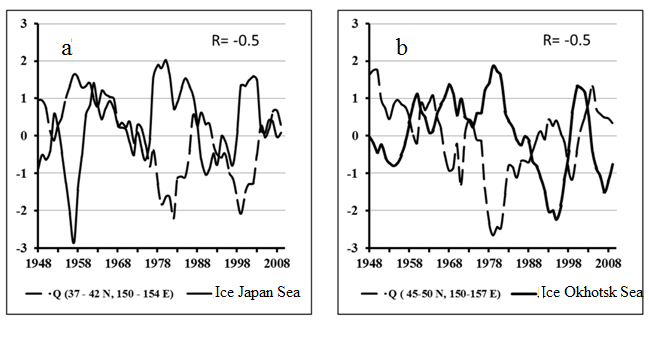 a
R= -0.5
3
2
1
0
-1
-2
-3
1948 1958 1968 1978 1988 1998 2008
Q (37 - 42 N, 150 - 154 E) Ice Japan Sea
b
R= -0.5
3
2
1
0
-1
-2
-3
1948 1958 1968 1978 1988 1998 2008
Q ( 45-50 N, 150-157 E) Ice Okhotsk Sea